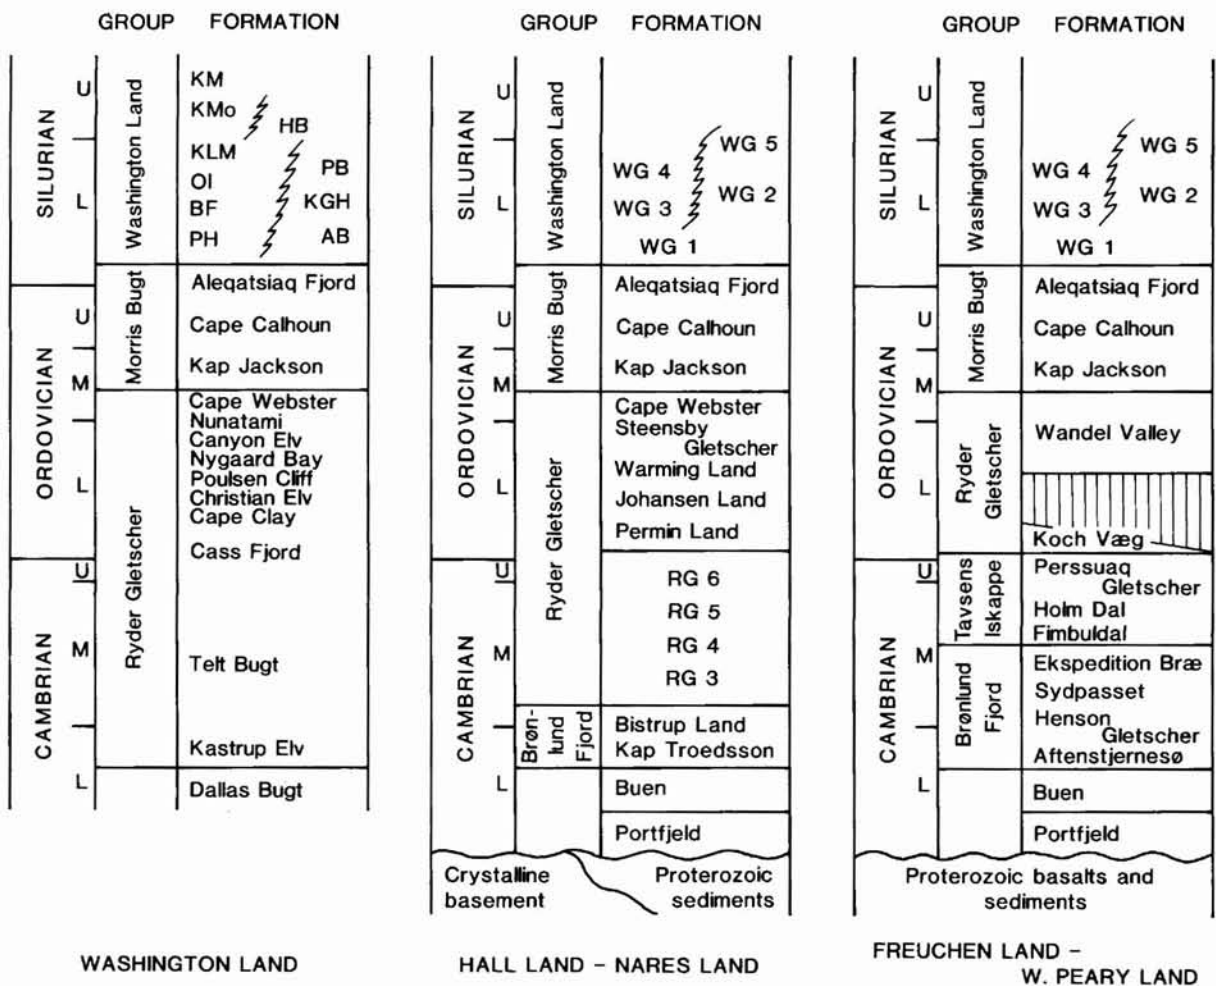 GROUP FORMATION
SILURIAN
U
L
Washington Land
KM
KMo
HB
KLM
PB
OI
BF
KGH
PH
AB
ORDOVICIAN
U
M
L
Morris Bugt
Aleqatsiaq Fjord
Cape Calhoun
Kap Jackson
Ryder Gletscher
Cape Webster
Nunatami
Canyon Elv
Nygaard Bay
Poulsen Cliff
Christian Elv
Cape Clay
Cass Fjord
CAMBRIAN
U
M
L
Telt Bugt
Kastrup Elv
Dallas Bugt
WASHINGTON LAND
GROUP FORMATION
SILURIAN
U
L
Washington Land
WG 5
WG 4
WG 2
WG 3
WG 1
ORDOVICIAN
U
M
L
Morris Bugt
Aleqatsiaq Fjord
Cape Calhoun
Kap Jackson
Ryder Gletscher
Cape Webster
Steensby
Gletscher
Warming Land
Johansen Land
Permin Land
CAMBRIAN
U
M
L
RG 6
RG 5
RG 4
RG 3
Brøn-
lund
Fjord
Bistrup Land
Kap Troedsson
Buen
Portfjeld
Crystalline
basement
Proterozoic
sediments
HALL LAND – NARES LAND
GROUP FORMATION
SILURIAN
U
L
Washington Land
WG 5
WG 4
WG 2
WG 3
WG 1
ORDOVICIAN
U
M
L
Morris Bugt
Aleqatsiaq Fjord
Cape Calhoun
Kap Jackson
Ryder
Gletscher
Wandel Valley
Koch Væg
CAMBRIAN
U
M
L
Tavsens
Iskappe
Perssuaq
Gletscher
Holm Dal
Fimbuldal
Brønlund
Fjord
Ekspedition Bræ
Sydpasset
Henson
Gletscher
Aftenstjernesø
Buen
Portfjeld
Proterozoic basalts and
sediments
FREUCHEN LAND –
W. PEARY LAND